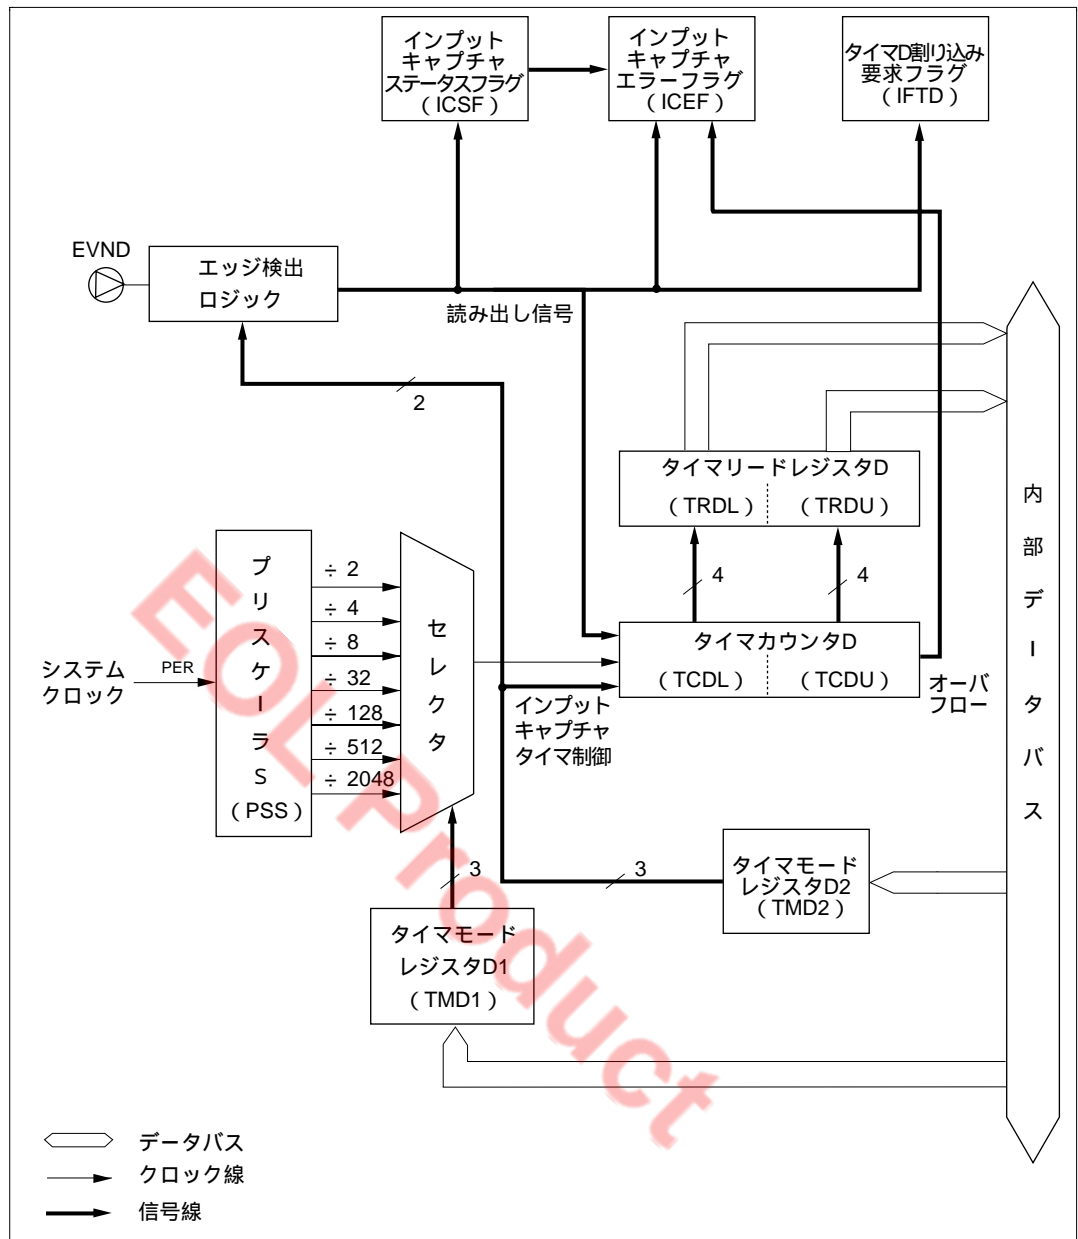 インプット
キャプチャ
ステータスフラグ
(ICSF)
インプット
キャプチャ
エラーフラグ
(ICEF)
タイマD割り込み
要求フラグ
(IFTD)
EVND
エッジ検出
ロジック
読み出し信号
2
タイマリードレジスタD
(TRDL)
(TRDU)
4
4
タイマカウンタD
(TCDL)
(TCDU)
オーバ
フロー
システム
クロック
PER
プリスケーラS
(PSS)
÷ 2
÷ 4
÷ 8
÷ 32
÷ 128
÷ 512
÷ 2048
セレクタ
インプット
キャプチャ
タイマ制御
3
3
タイマモード
レジスタD2
(TMD2)
タイマモード
レジスタD1
(TMD1)
内部データバス
データバス
クロック線
信号線
EOL Product